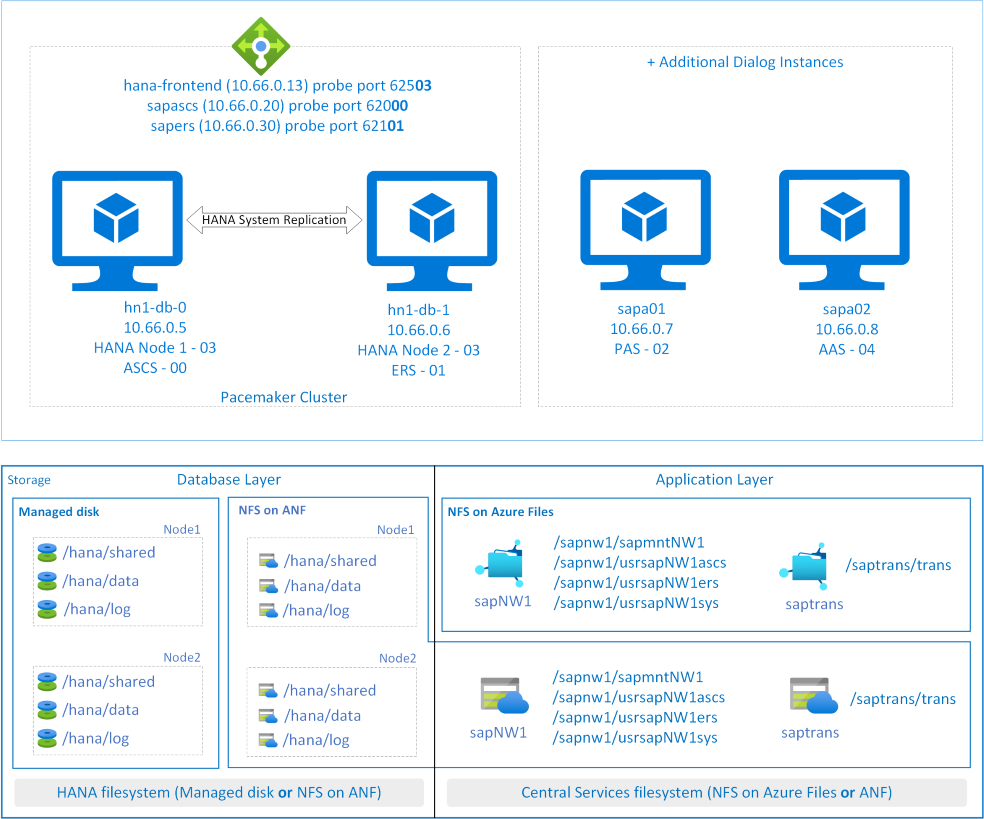 hana-frontend (10.66.0.13) probe port 62503
sapascs (10.66.0.20) probe port 62000
sapers (10.66.0.30) probe port 62101
+ Additional Dialog Instances
HANA System Replication
hn1-db-0
10.66.0.5
HANA Node 1 - 03
ASCS - 00
hn1-db-1
10.66.0.6
HANA Node 2 - 03
ERS - 01
sapa01
10.66.0.7
PAS - 02
sapa02
10.66.0.8
AAS - 04
Pacemaker Cluster
Storage
Database Layer
Application Layer
Managed disk
Node1
/hana/shared
/hana/data
/hana/log
Node2
/hana/shared
/hana/data
/hana/log
NFS on ANF
Node1
/hana/shared
/hana/data
/hana/log
Node2
/hana/shared
/hana/data
/hana/log
NFS on Azure Files
sapNW1
/sapnw1/sapmntNW1
/sapnw1/usrsapNW1ascs
/sapnw1/usrsapNW1ers
/sapnw1/usrsapNW1sys
saptrans
/saptrans/trans
sapNW1
/sapnw1/sapmntNW1
/sapnw1/usrsapNW1ascs
/sapnw1/usrsapNW1ers
/sapnw1/usrsapNW1sys
saptrans
/saptrans/trans
HANA filesystem (Managed disk or NFS on ANF)
Central Services filesystem (NFS on Azure Files or ANF)